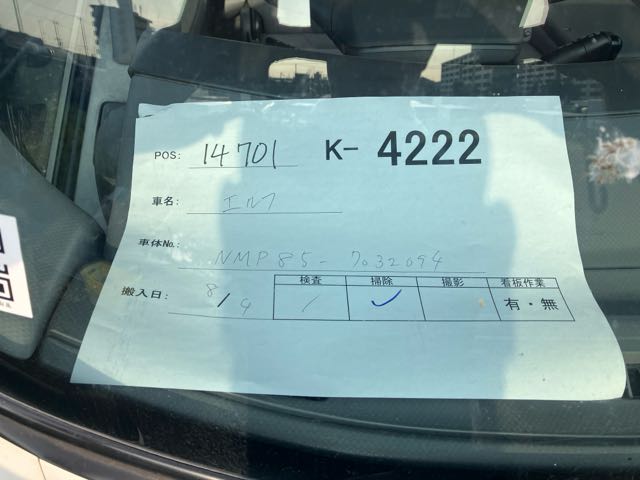 POS: 14701 K- 4222
車名: エルフ
車体No.: NMP85-7032094
検査 掃除 撮影 看板作業
搬入日: 8/9 / ✓ 有・無